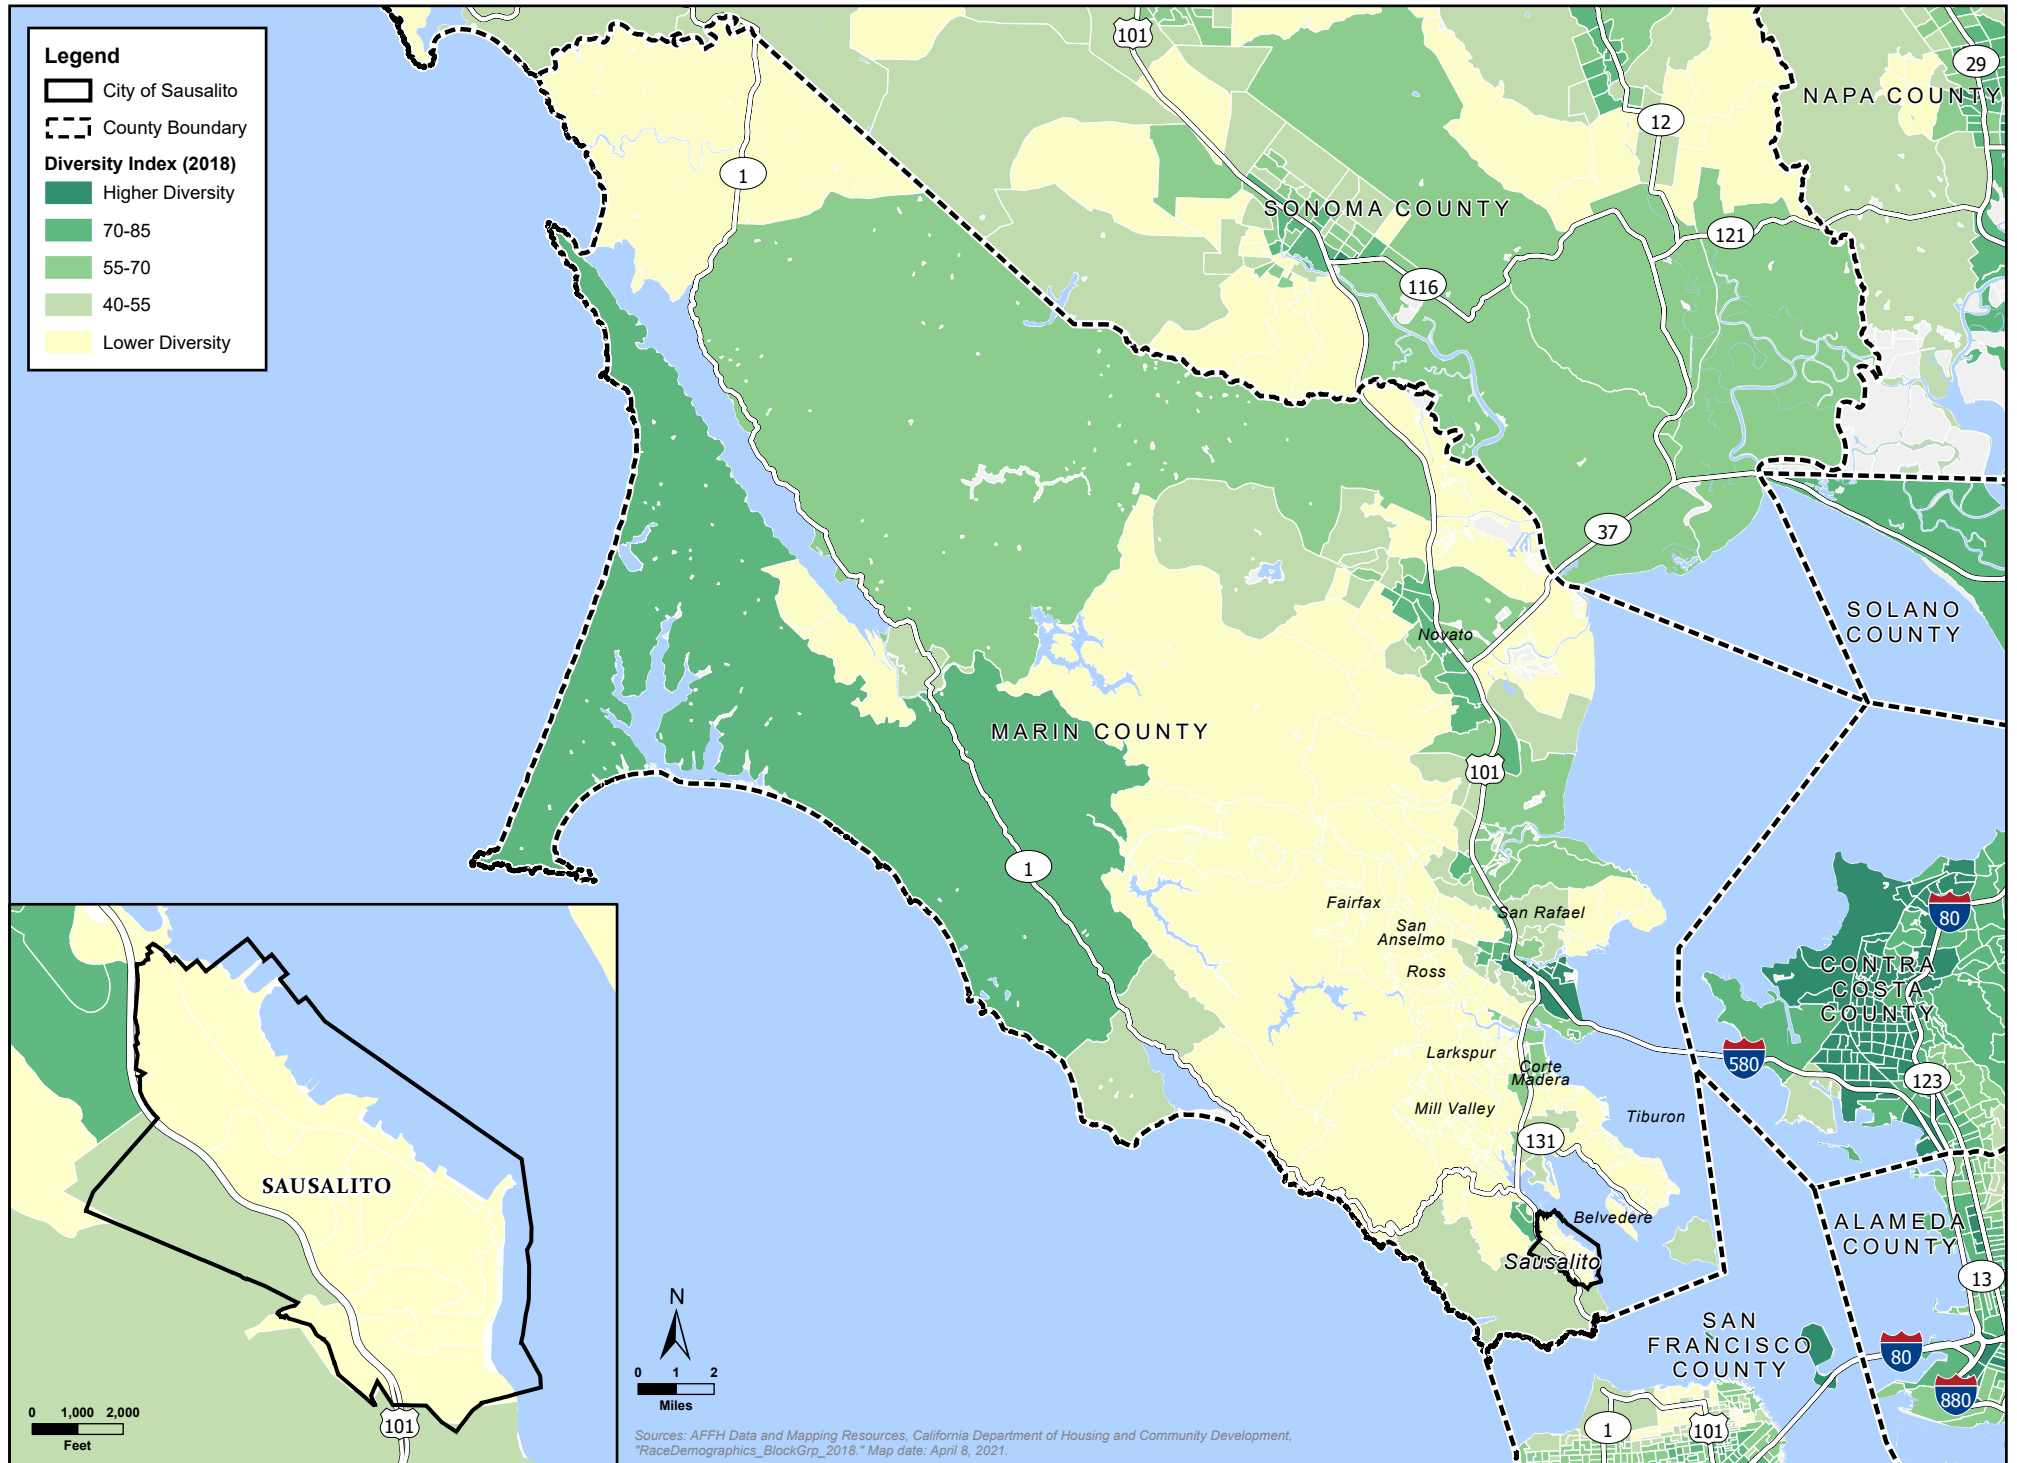 Legend
City of Sausalito
County Boundary
Diversity Index (2018)
Higher Diversity
70-85
55-70
40-55
Lower Diversity
101
29
NAPA COUNTY
12
1
SONOMA COUNTY
121
116
37
SOLANO
COUNTY
Novato
MARIN COUNTY
101
1
Fairfax
San
Anselmo
San Rafael
Ross
80
CONTRA
COSTA
COUNTY
Larkspur
Corte
Madera
580
123
Mill Valley
Tiburon
131
Belvedere
Sausalito
ALAMEDA
COUNTY
13
SAN
FRANCISCO
COUNTY
80
880
1
101
SAUSALITO
101
0 1,000 2,000
Feet
N
0 1 2
Miles
Sources: AFFH Data and Mapping Resources, California Department of Housing and Community Development,
"RaceDemographics_BlockGrp_2018." Map date: April 8, 2021.